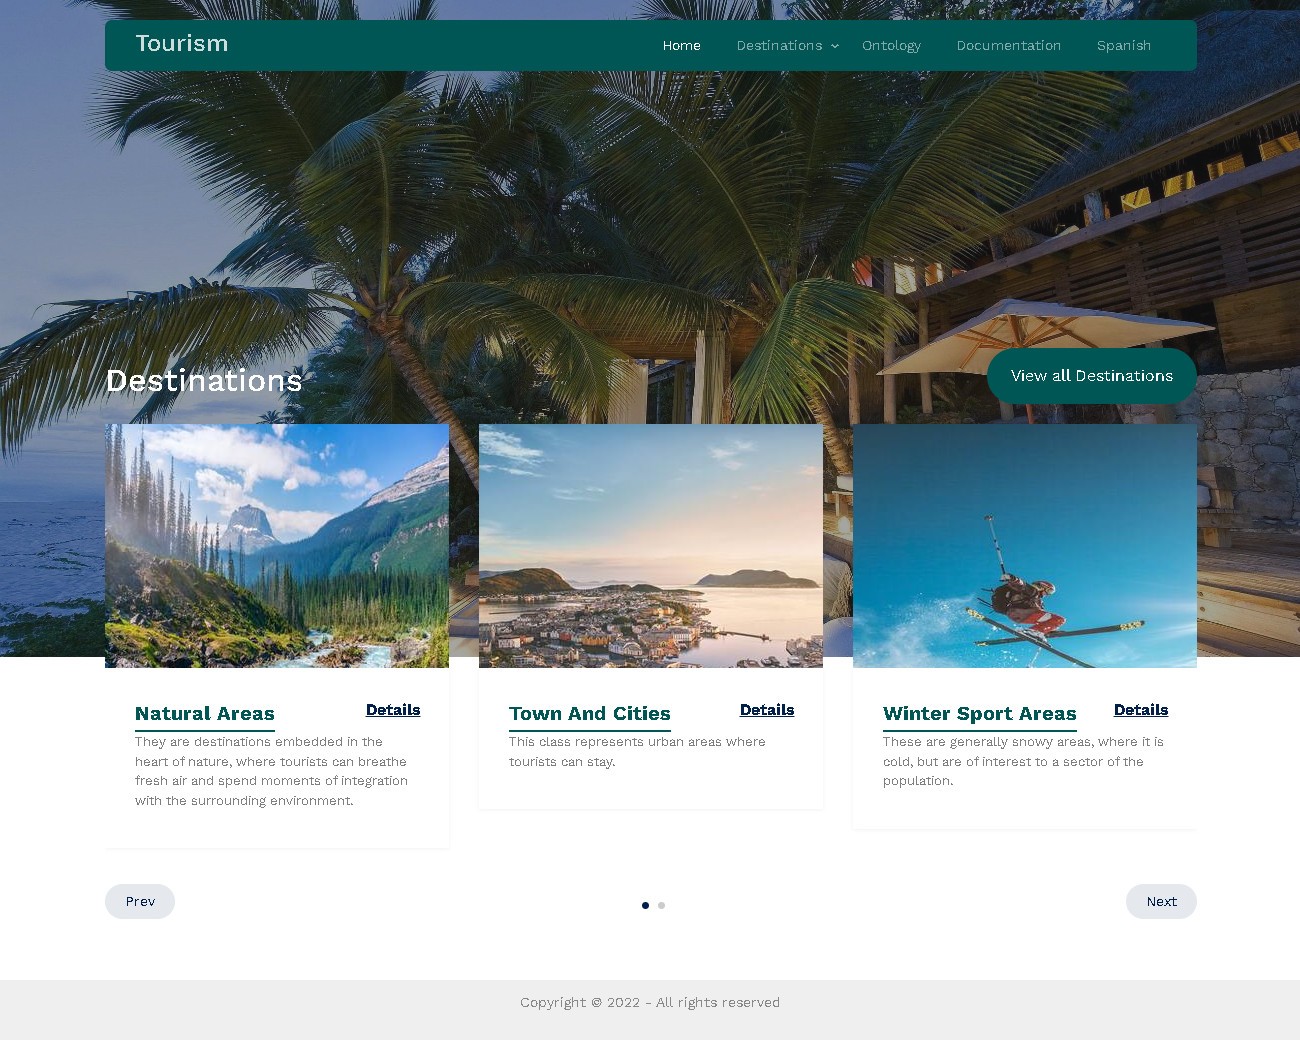 Tourism
Home
Destinations
Ontology
Documentation
Spanish
Destinations
View all Destinations
Natural Areas
Details
They are destinations embedded in the
heart of nature, where tourists can breathe
fresh air and spend moments of integration
with the surrounding environment.
Town And Cities
Details
This class represents urban areas where
tourists can stay.
Winter Sport Areas
Details
These are generally snowy areas, where it is
cold, but are of interest to a sector of the
population.
Prev
Next
Copyright © 2022 - All rights reserved